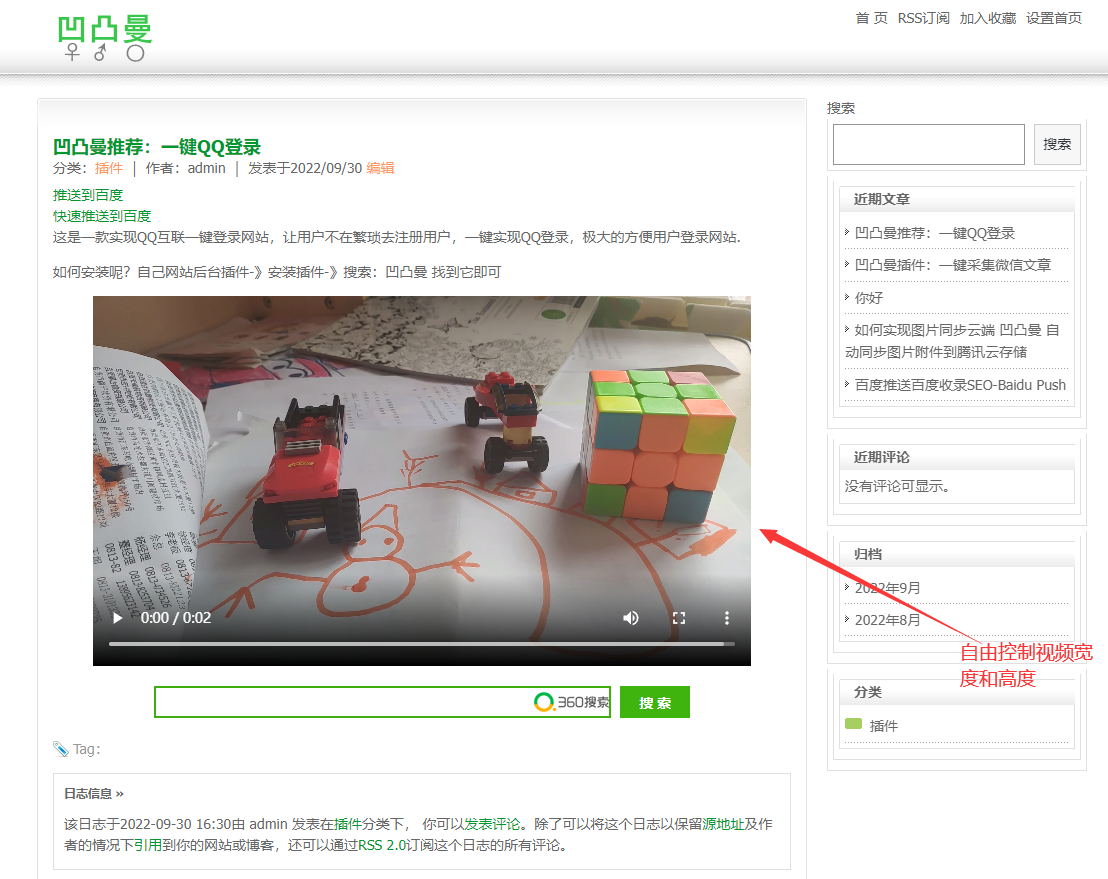 凹凸曼
首 页 RSS订阅 加入收藏 设置首页
凹凸曼推荐：一键QQ登录
分类：插件 | 作者：admin | 发表于2022/09/30 编辑
推送到百度
快速推送到百度
这是一款实现QQ互联一键登录网站，让用户不在繁琐去注册用户，一键实现QQ登录，极大的方便用户登录网站.
如何安装呢？自己网站后台插件-》安装插件-》搜索：凹凸曼 找到它即可
0:00 / 0:02
360搜索 搜 索
Tag:
日志信息 »
该日志于2022-09-30 16:30由 admin 发表在插件分类下， 你可以发表评论。除了可以将这个日志以保留源地址及作
者的情况下引用到你的网站或博客，还可以通过RSS 2.0订阅这个日志的所有评论。
搜索
搜索
近期文章
凹凸曼推荐：一键QQ登录
凹凸曼插件：一键采集微信文章
你好
如何实现图片同步云端 凹凸曼 自
动同步图片附件到腾讯云存储
百度推送百度收录SEO-Baidu Push
近期评论
没有评论可显示。
归档
2022年9月
2022年8月
自由控制视频宽
度和高度
分类
插件